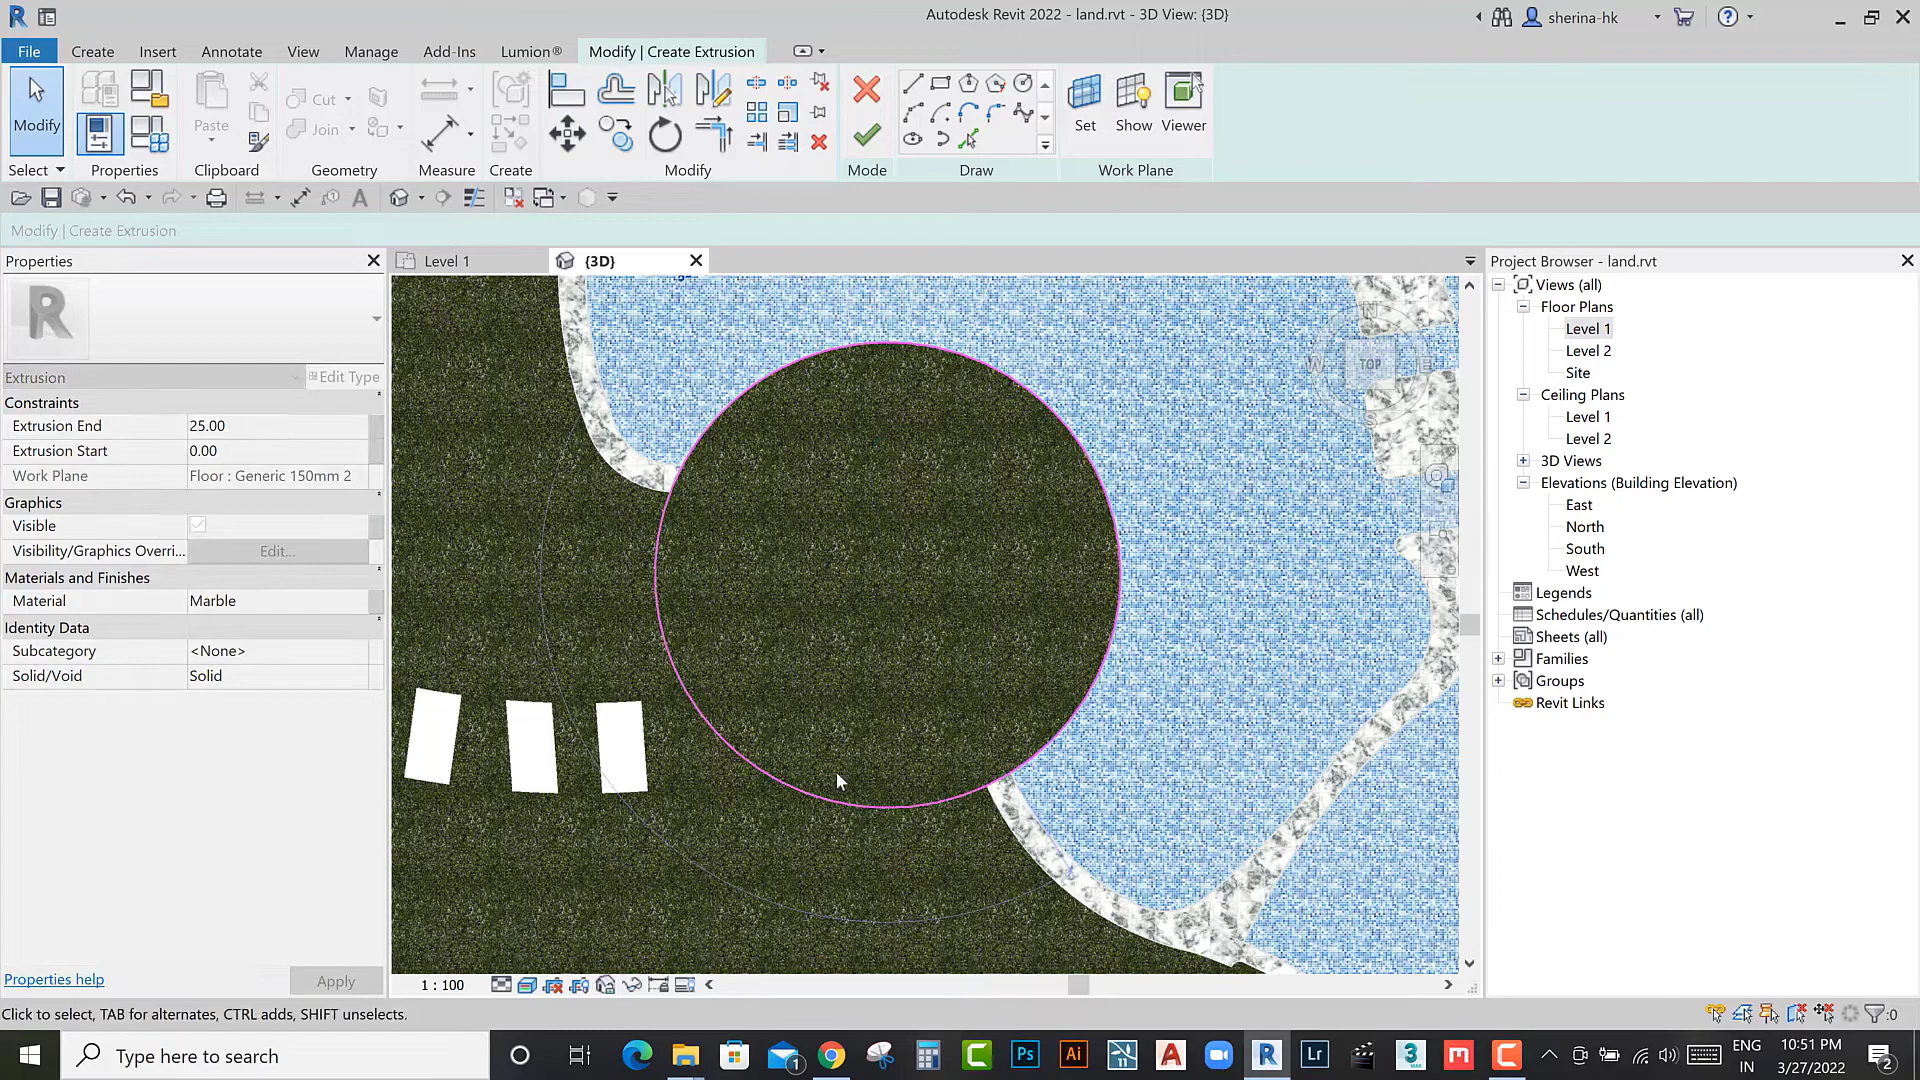 Autodesk Revit 2022 - land.rvt - 3D View: {3D}
sherina-hk
File Create Insert Annotate View Manage Add-Ins Lumion® Modify | Create Extrusion
Modify Paste Cut Join Set Show Viewer
Select Properties Clipboard Geometry Measure Create Modify Mode Draw Work Plane
Modify | Create Extrusion
Properties
Level 1 {3D}
Project Browser - land.rvt
Extrusion Edit Type
Constraints
Extrusion End 25.00
Extrusion Start 0.00
Work Plane Floor : Generic 150mm 2
Graphics
Visible
Visibility/Graphics Overri... Edit...
Materials and Finishes
Material Marble
Identity Data
Subcategory <None>
Solid/Void Solid
Properties help Apply
TOP
N
W
Views (all)
Floor Plans
Level 1
Level 2
Site
Ceiling Plans
Level 1
Level 2
3D Views
Elevations (Building Elevation)
East
North
South
West
Legends
Schedules/Quantities (all)
Sheets (all)
Families
Groups
Revit Links
1 : 100
Click to select, TAB for alternates, CTRL adds, SHIFT unselects.
:0
Type here to search
1
Ps Ai A R Lr 3 MAX m C
ENG
IN
10:51 PM
3/27/2022
2